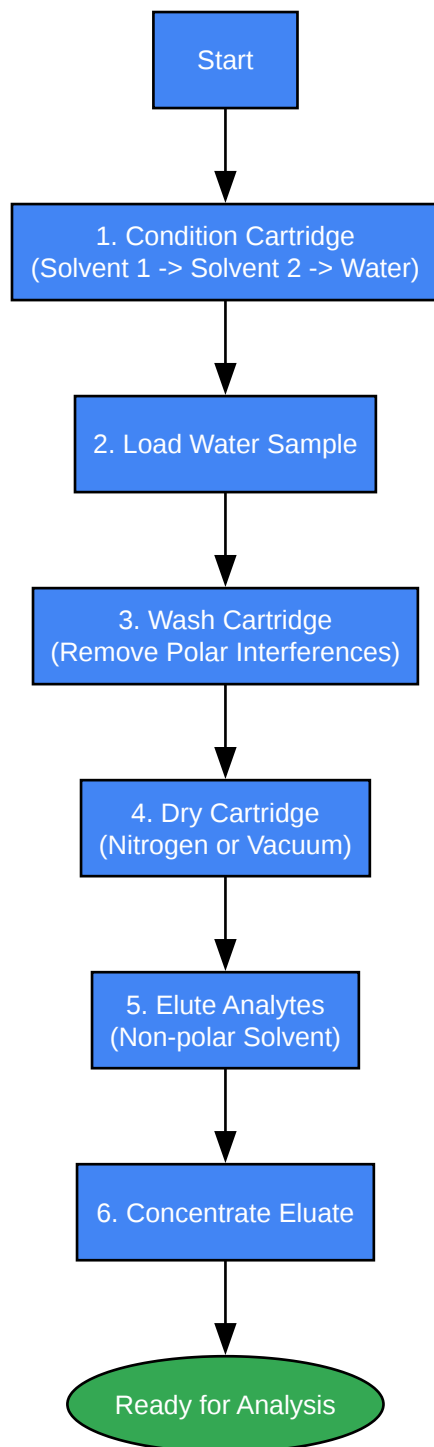 Start
1. Condition Cartridge
(Solvent 1 -> Solvent 2 -> Water)
2. Load Water Sample
3. Wash Cartridge
(Remove Polar Interferences)
4. Dry Cartridge
(Nitrogen or Vacuum)
5. Elute Analytes
(Non-polar Solvent)
6. Concentrate Eluate
Ready for Analysis